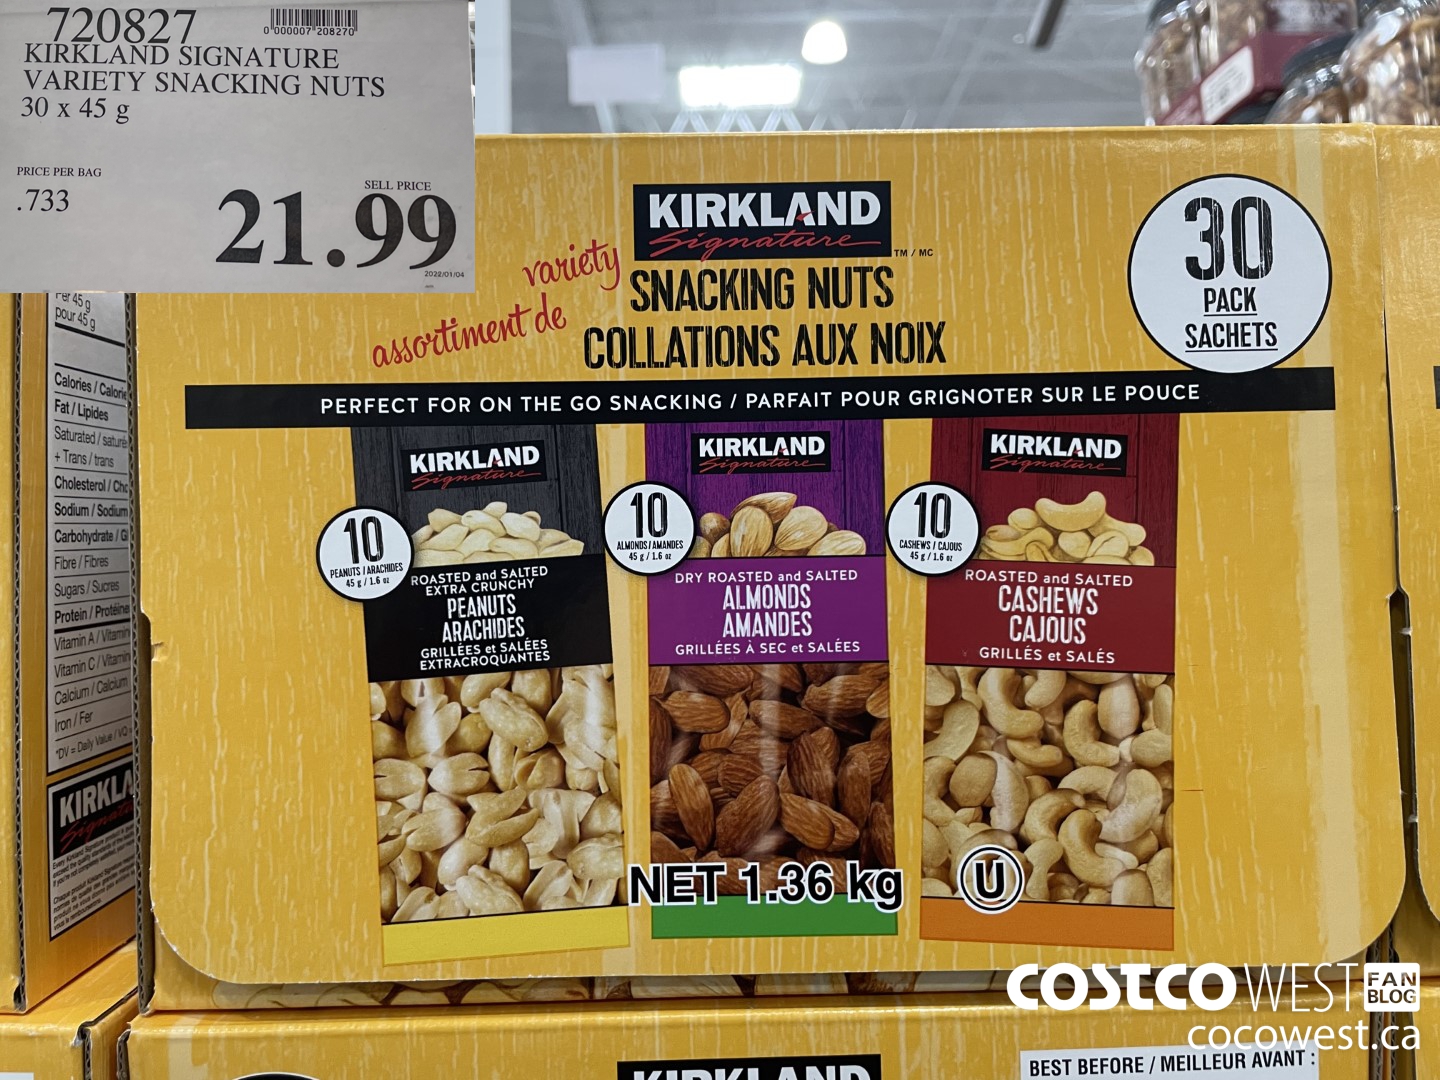 720827
0"000007"208270"
KIRKLAND SIGNATURE
VARIETY SNACKING NUTS
30 x 45 g
PRICE PER BAG
.733
SELL PRICE
21.99
2022/01/04
Per 45 g
pour 45 g
Calories / Calorie
Fat / Lipides
Saturated / saturé
+ Trans / trans
Cholesterol / Cho
Sodium / Sodium
Carbohydrate / Gl
Fibre / Fibres
Sugars / Sucres
Protein / Protéine
Vitamin A / Vitamin
Vitamin C / Vitamin
Calcium / Calcium
Iron / Fer
*DV = Daily Value / VQ
KIRKLA
KIRKLAND
Signature
TM / MC
variety
SNACKING NUTS
assortiment de
COLLATIONS AUX NOIX
30
PACK
SACHETS
PERFECT FOR ON THE GO SNACKING / PARFAIT POUR GRIGNOTER SUR LE POUCE
KIRKLAND
Signature
10
PEANUTS / ARACHIDES
45 g / 1.6 oz
ROASTED and SALTED
EXTRA CRUNCHY
PEANUTS
ARACHIDES
GRILLÉES et SALÉES
EXTRACROQUANTES
KIRKLAND
Signature
10
ALMONDS / AMANDES
45 g / 1.6 oz
DRY ROASTED and SALTED
ALMONDS
AMANDES
GRILLÉES À SEC et SALÉES
KIRKLAND
Signature
10
CASHEWS / CAJOUS
45 g / 1.6 oz
ROASTED and SALTED
CASHEWS
CAJOUS
GRILLÉS et SALÉS
NET 1.36 kg
U
COSTCO WEST FAN BLOG
cocowest.ca
KIRKLAND
BEST BEFORE / MEILLEUR AVANT :